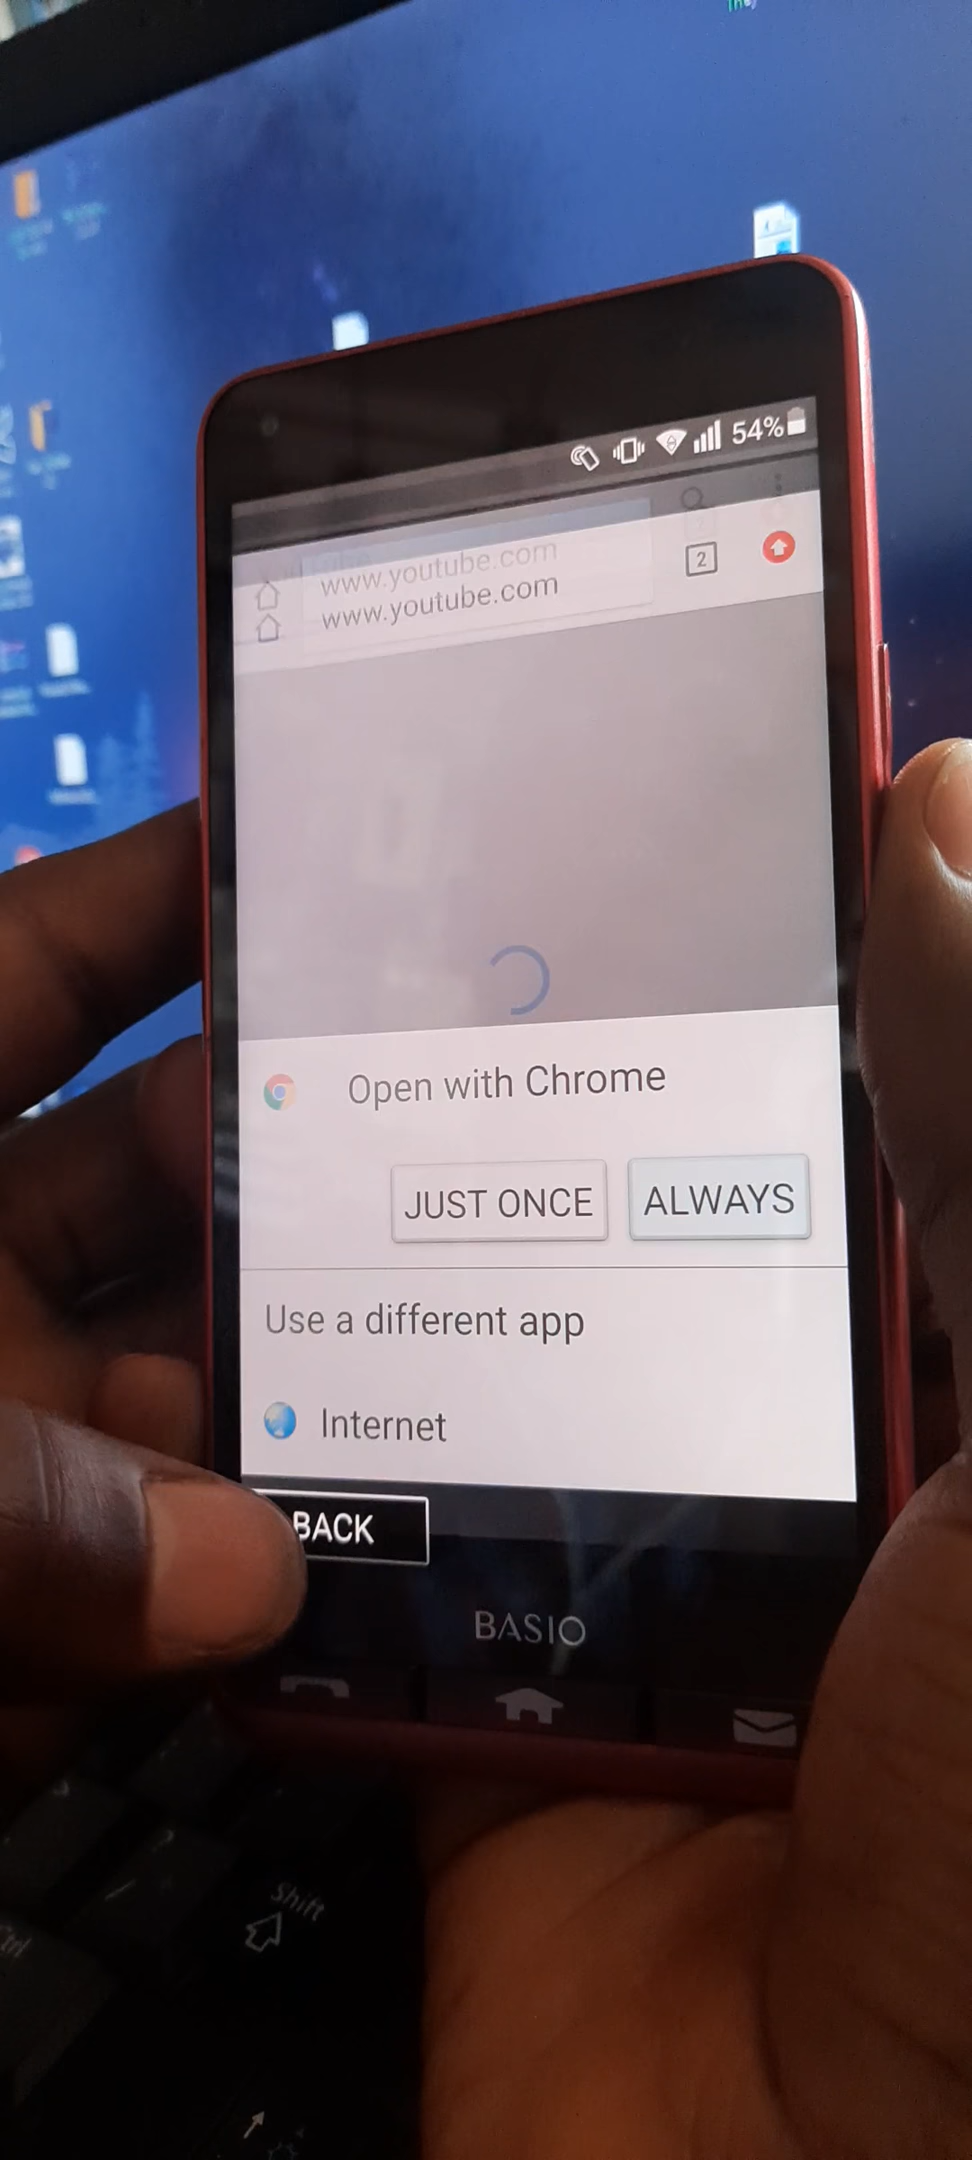 54%
www.youtube.com
2
www.youtube.com
Open with Chrome
JUST ONCE
ALWAYS
Use a different app
Internet
BACK
BASIO
Shift